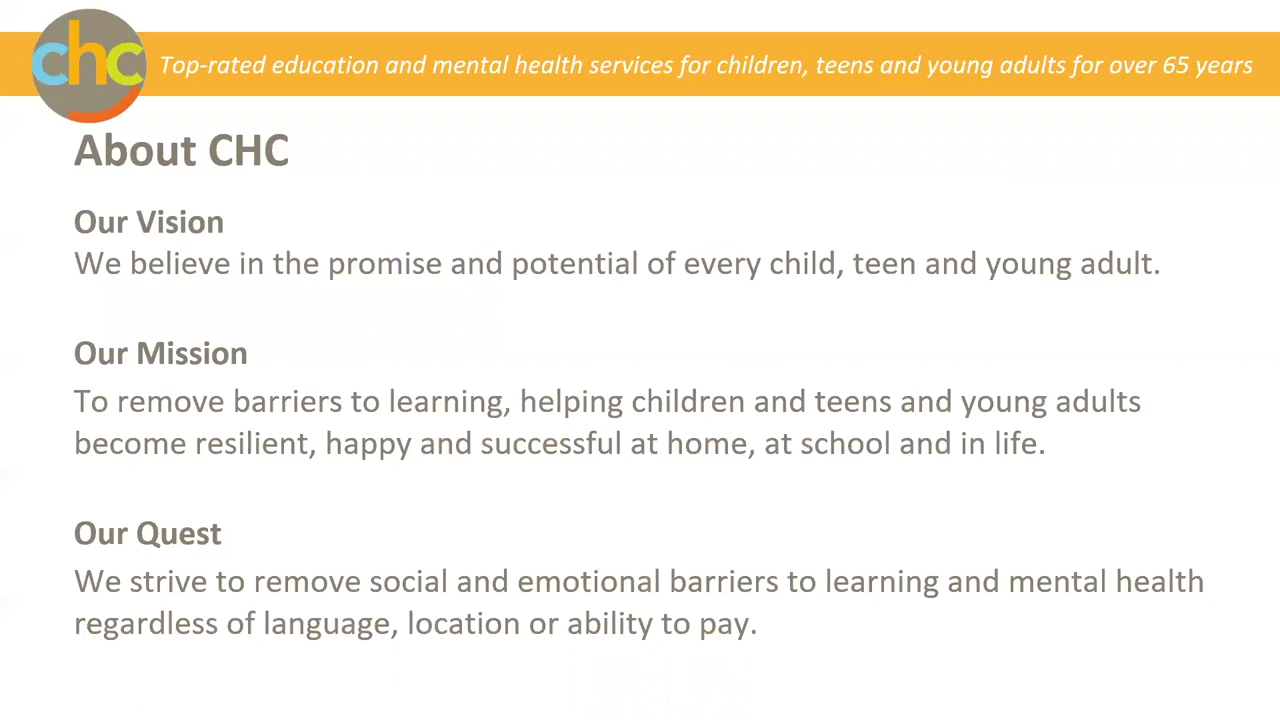 chc
Top-rated education and mental health services for children, teens and young adults for over 65 years
About CHC
Our Vision
We believe in the promise and potential of every child, teen and young adult.
Our Mission
To remove barriers to learning, helping children and teens and young adults
become resilient, happy and successful at home, at school and in life.
Our Quest
We strive to remove social and emotional barriers to learning and mental health
regardless of language, location or ability to pay.